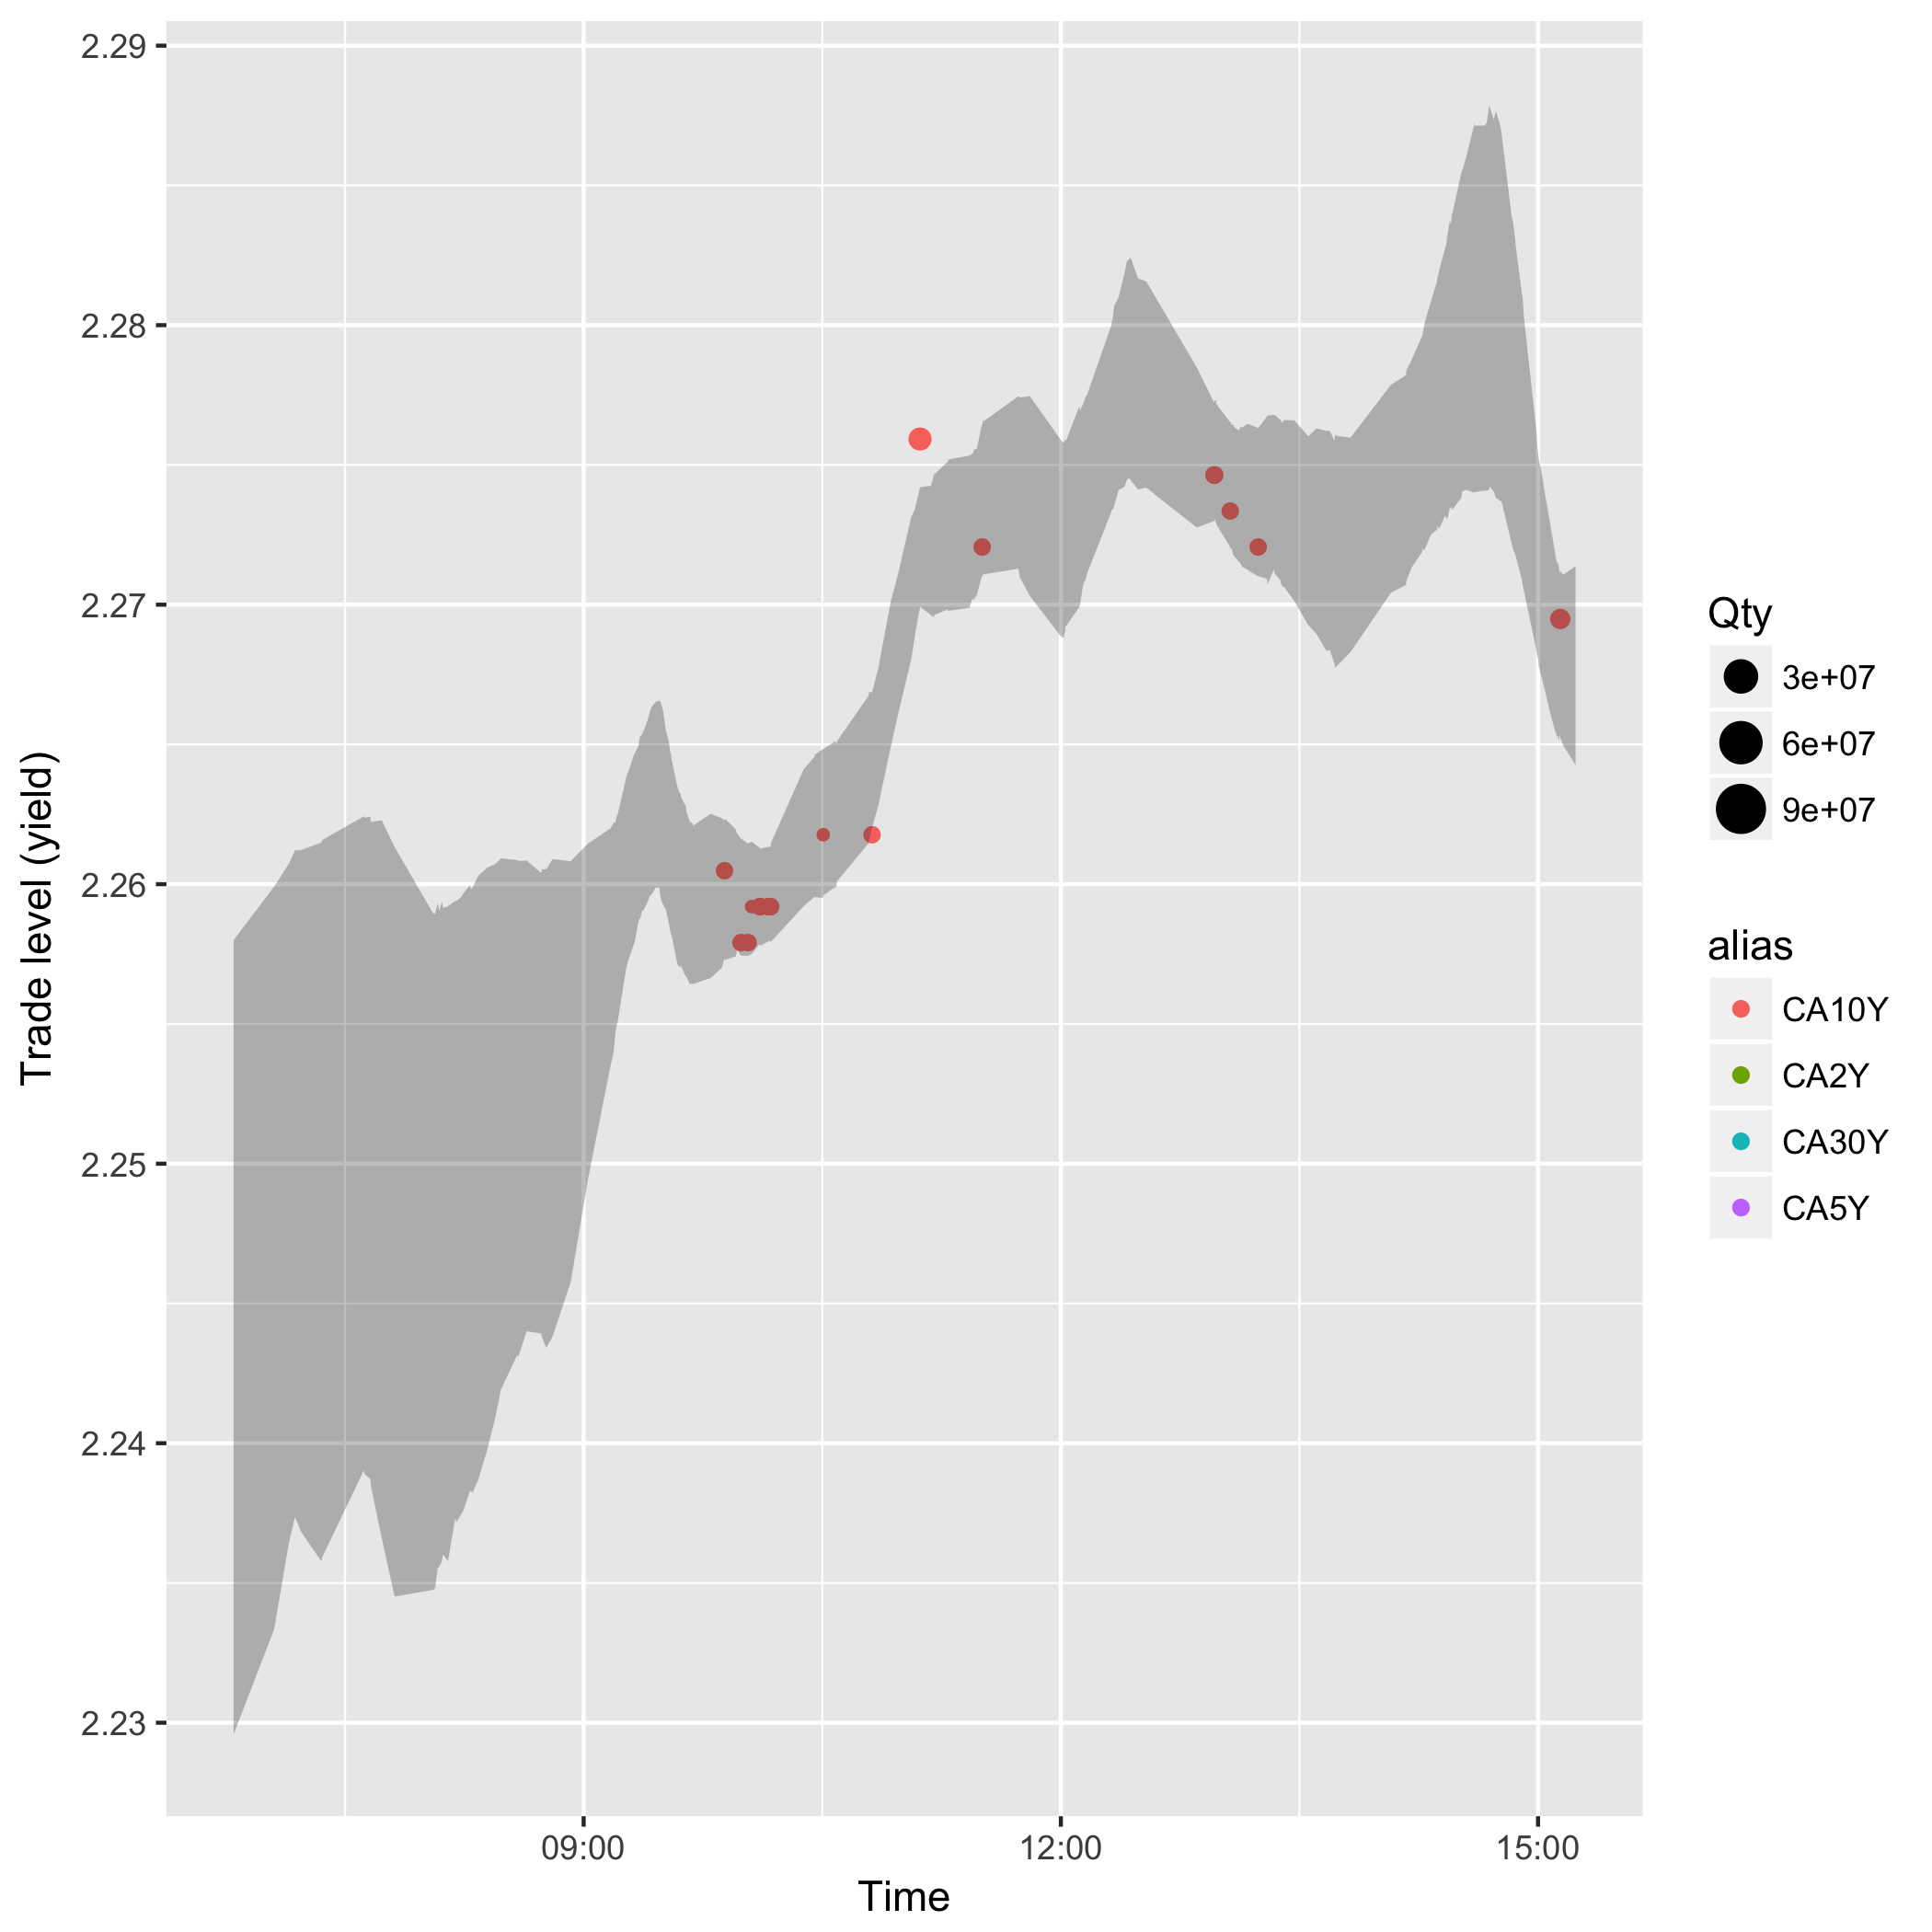 2.29
2.28
2.27
2.26
2.25
2.24
2.23
Trade level (yield)
09:00
12:00
15:00
Time
Qty
3e+07
6e+07
9e+07
alias
CA10Y
CA2Y
CA30Y
CA5Y